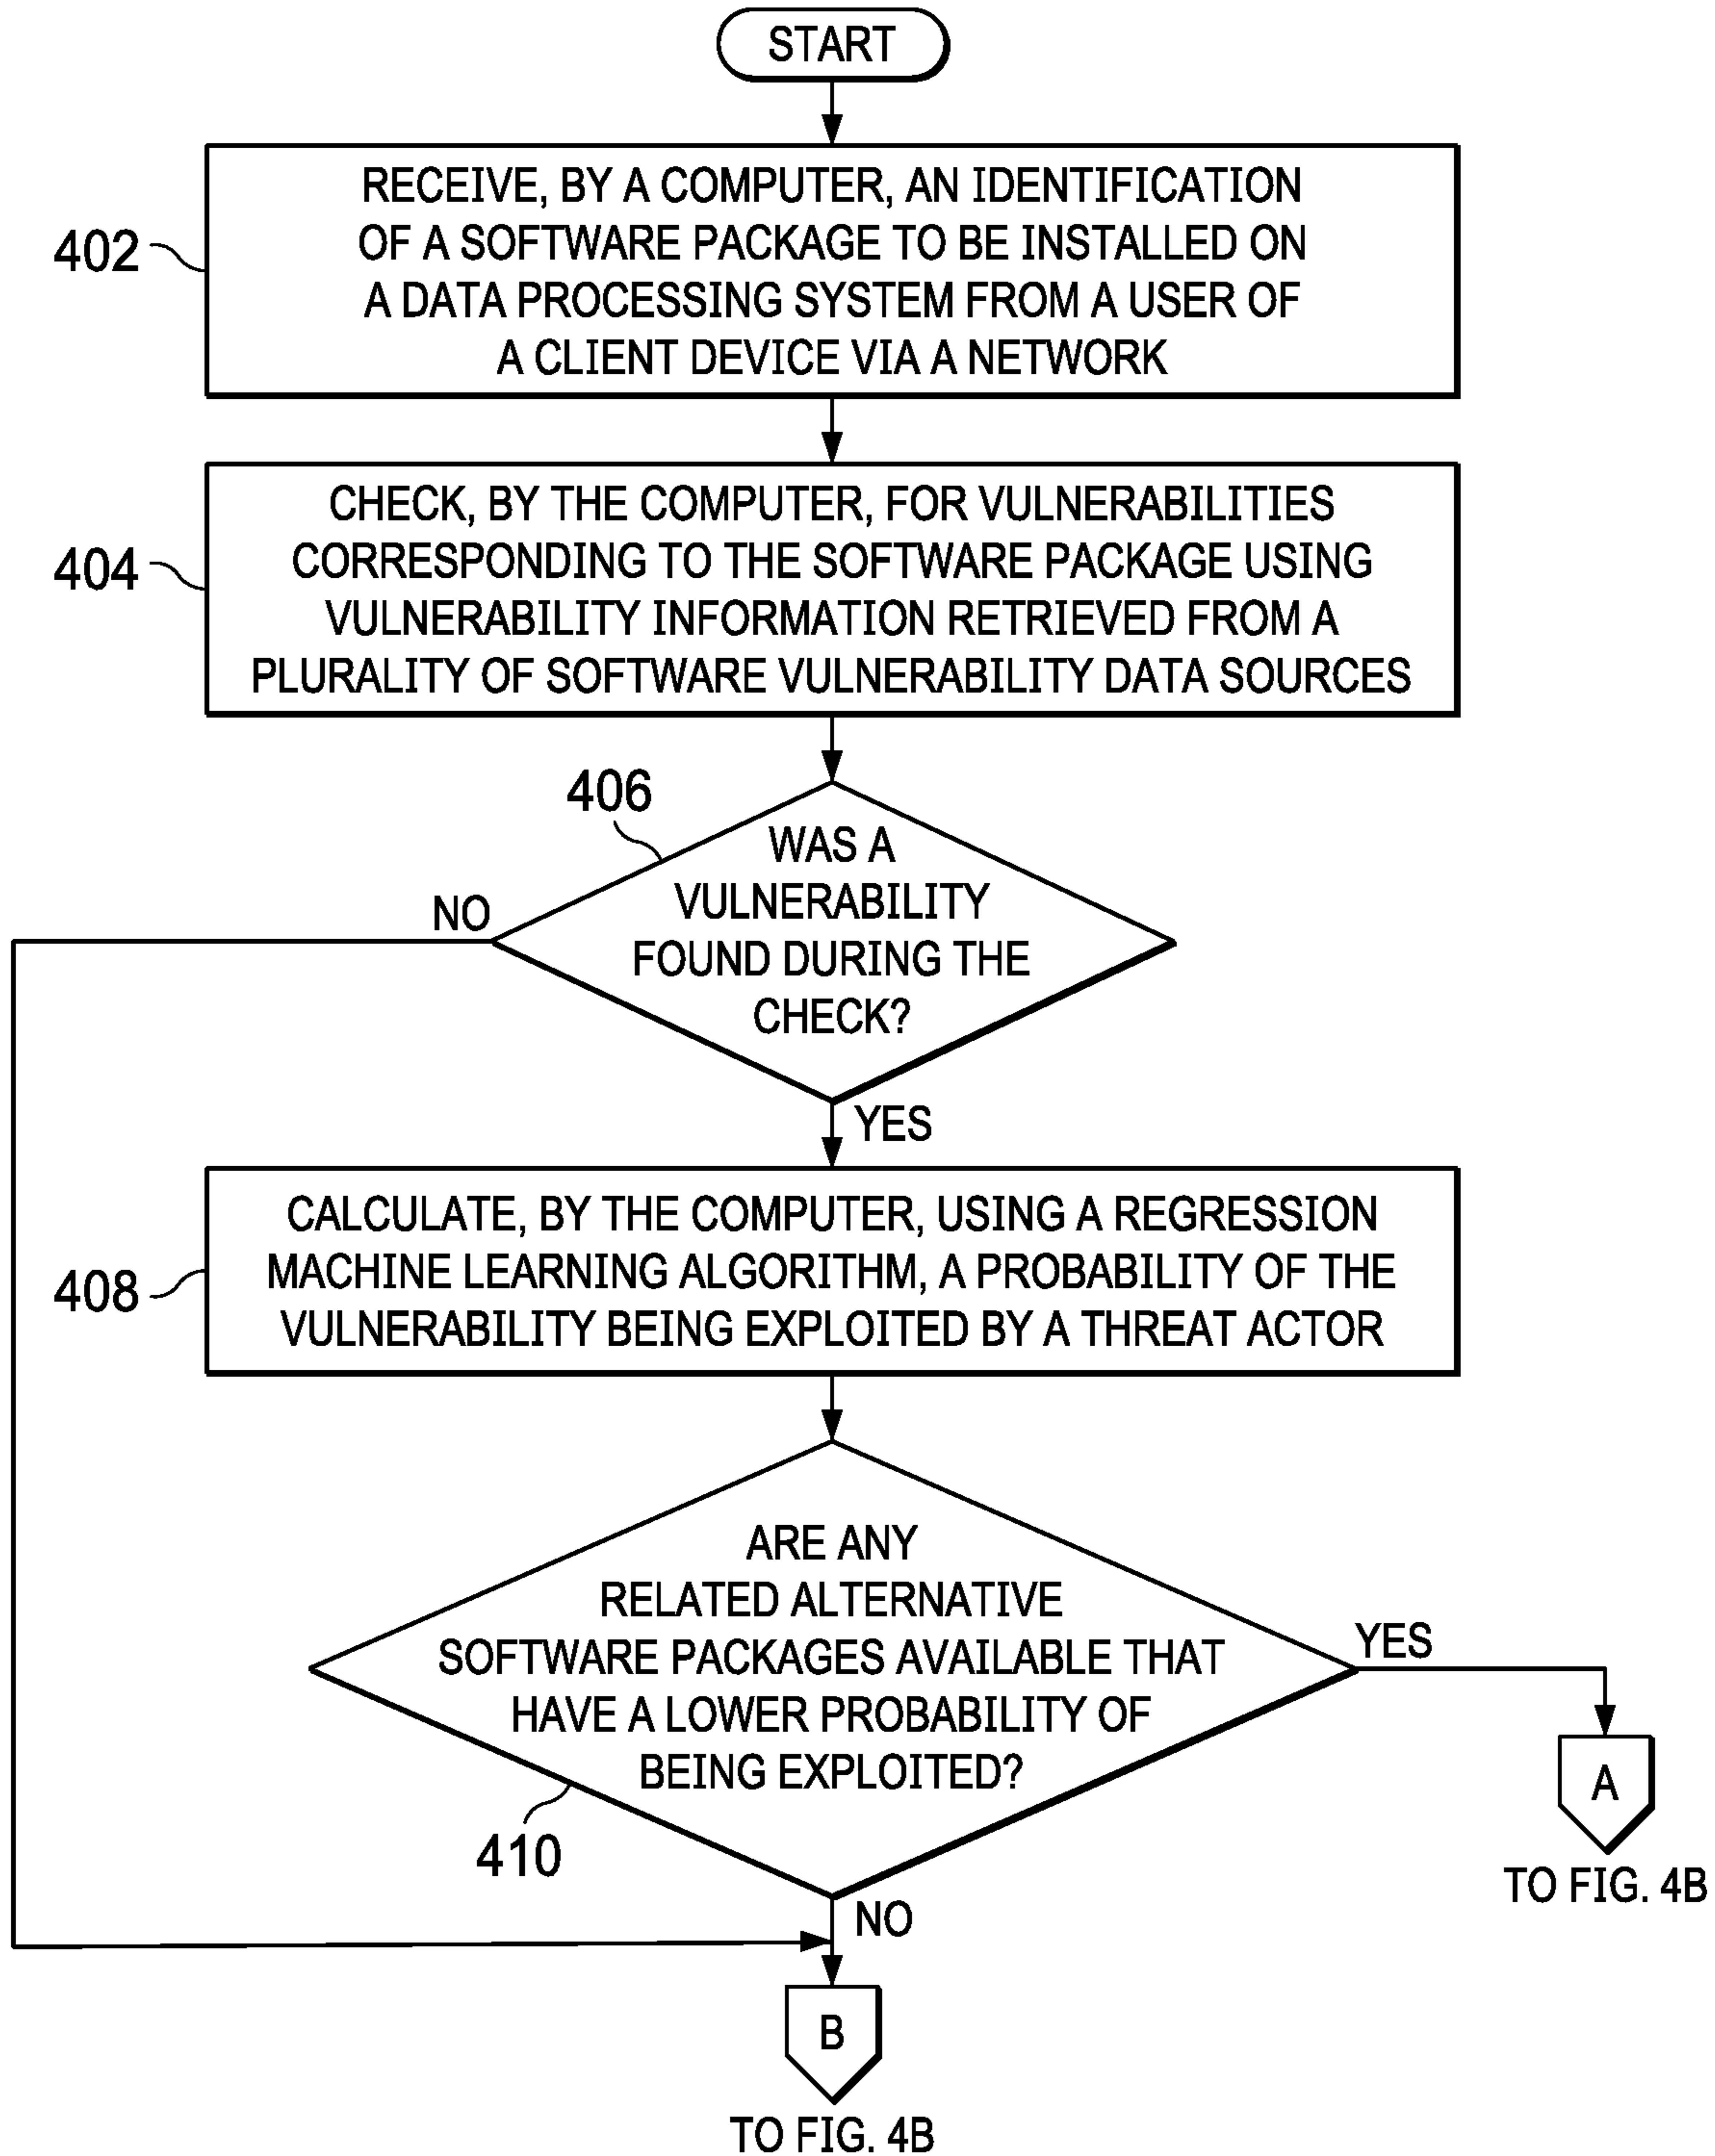 START
RECEIVE, BY A COMPUTER, AN IDENTIFICATION
OF A SOFTWARE PACKAGE TO BE INSTALLED ON
A DATA PROCESSING SYSTEM FROM A USER OF
A CLIENT DEVICE VIA A NETWORK
402
CHECK, BY THE COMPUTER, FOR VULNERABILITIES
CORRESPONDING TO THE SOFTWARE PACKAGE USING
VULNERABILITY INFORMATION RETRIEVED FROM A
PLURALITY OF SOFTWARE VULNERABILITY DATA SOURCES
404
406
WAS A
VULNERABILITY
FOUND DURING THE
CHECK?
NO
YES
CALCULATE, BY THE COMPUTER, USING A REGRESSION
MACHINE LEARNING ALGORITHM, A PROBABILITY OF THE
VULNERABILITY BEING EXPLOITED BY A THREAT ACTOR
408
ARE ANY
RELATED ALTERNATIVE
SOFTWARE PACKAGES AVAILABLE THAT
HAVE A LOWER PROBABILITY OF
BEING EXPLOITED?
410
YES
A
TO FIG. 4B
NO
B
TO FIG. 4B